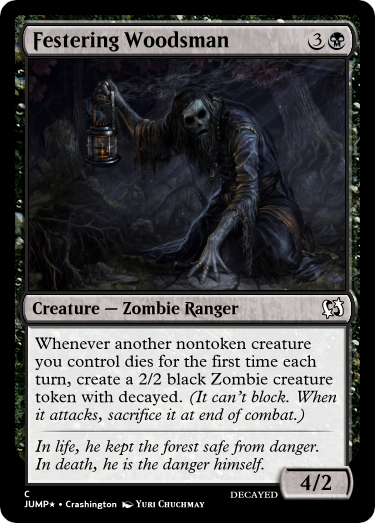 Festering Woodsman 3
Creature — Zombie Ranger
Whenever another nontoken creature
you control dies for the first time each
turn, create a 2/2 black Zombie creature
token with decayed. (It can't block. When
it attacks, sacrifice it at end of combat.)
In life, he kept the forest safe from danger.
In death, he is the danger himself.
4/2
C
DECAYED
JUMP★ • Crashington Yuri Chuchmay